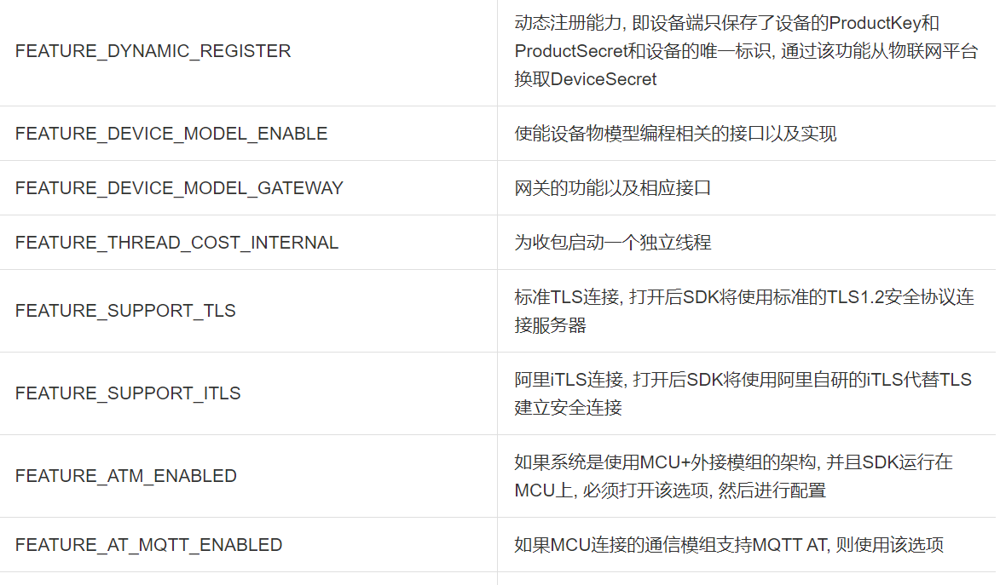 FEATURE_DYNAMIC_REGISTER
动态注册能力, 即设备端只保存了设备的ProductKey和
ProductSecret和设备的唯一标识, 通过该功能从物联网平台
换取DeviceSecret
FEATURE_DEVICE_MODEL_ENABLE
使能设备物模型编程相关的接口以及实现
FEATURE_DEVICE_MODEL_GATEWAY
网关的功能以及相应接口
FEATURE_THREAD_COST_INTERNAL
为收包启动一个独立线程
FEATURE_SUPPORT_TLS
标准TLS连接, 打开后SDK将使用标准的TLS1.2安全协议连
接服务器
FEATURE_SUPPORT_ITLS
阿里iTLS连接, 打开后SDK将使用阿里自研的iTLS代替TLS
建立安全连接
FEATURE_ATM_ENABLED
如果系统是使用MCU+外接模组的架构, 并且SDK运行在
MCU上, 必须打开该选项, 然后进行配置
FEATURE_AT_MQTT_ENABLED
如果MCU连接的通信模组支持MQTT AT, 则使用该选项